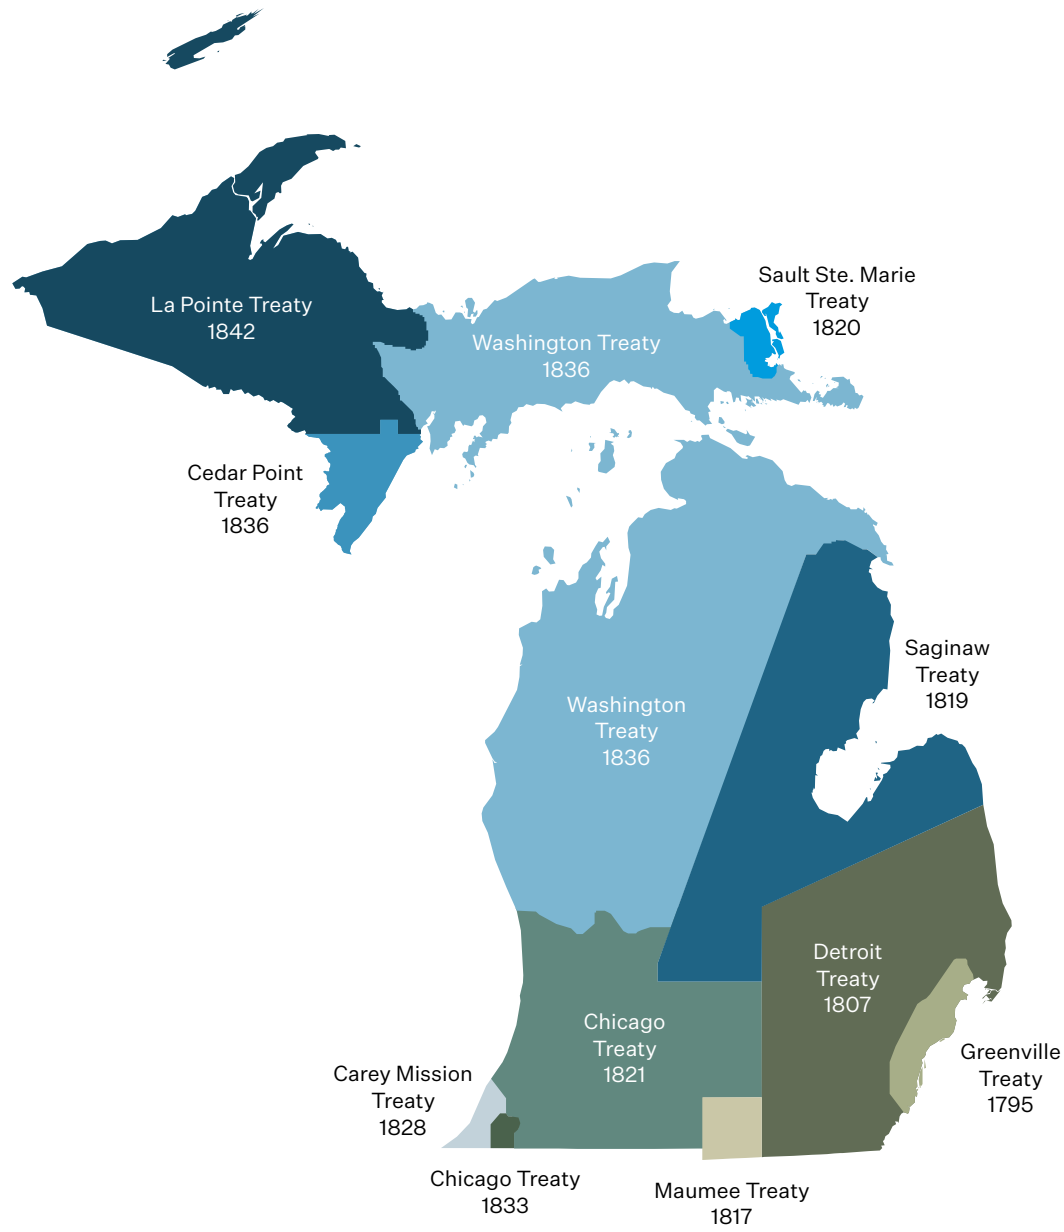 Sault Ste. Marie
Treaty
1820
La Pointe Treaty
1842
Washington Treaty
1836
Cedar Point
Treaty
1836
Saginaw
Treaty
1819
Washington
Treaty
1836
Detroit
Treaty
1807
Chicago
Treaty
1821
Greenville
Treaty
1795
Carey Mission
Treaty
1828
Chicago Treaty
1833
Maumee Treaty
1817